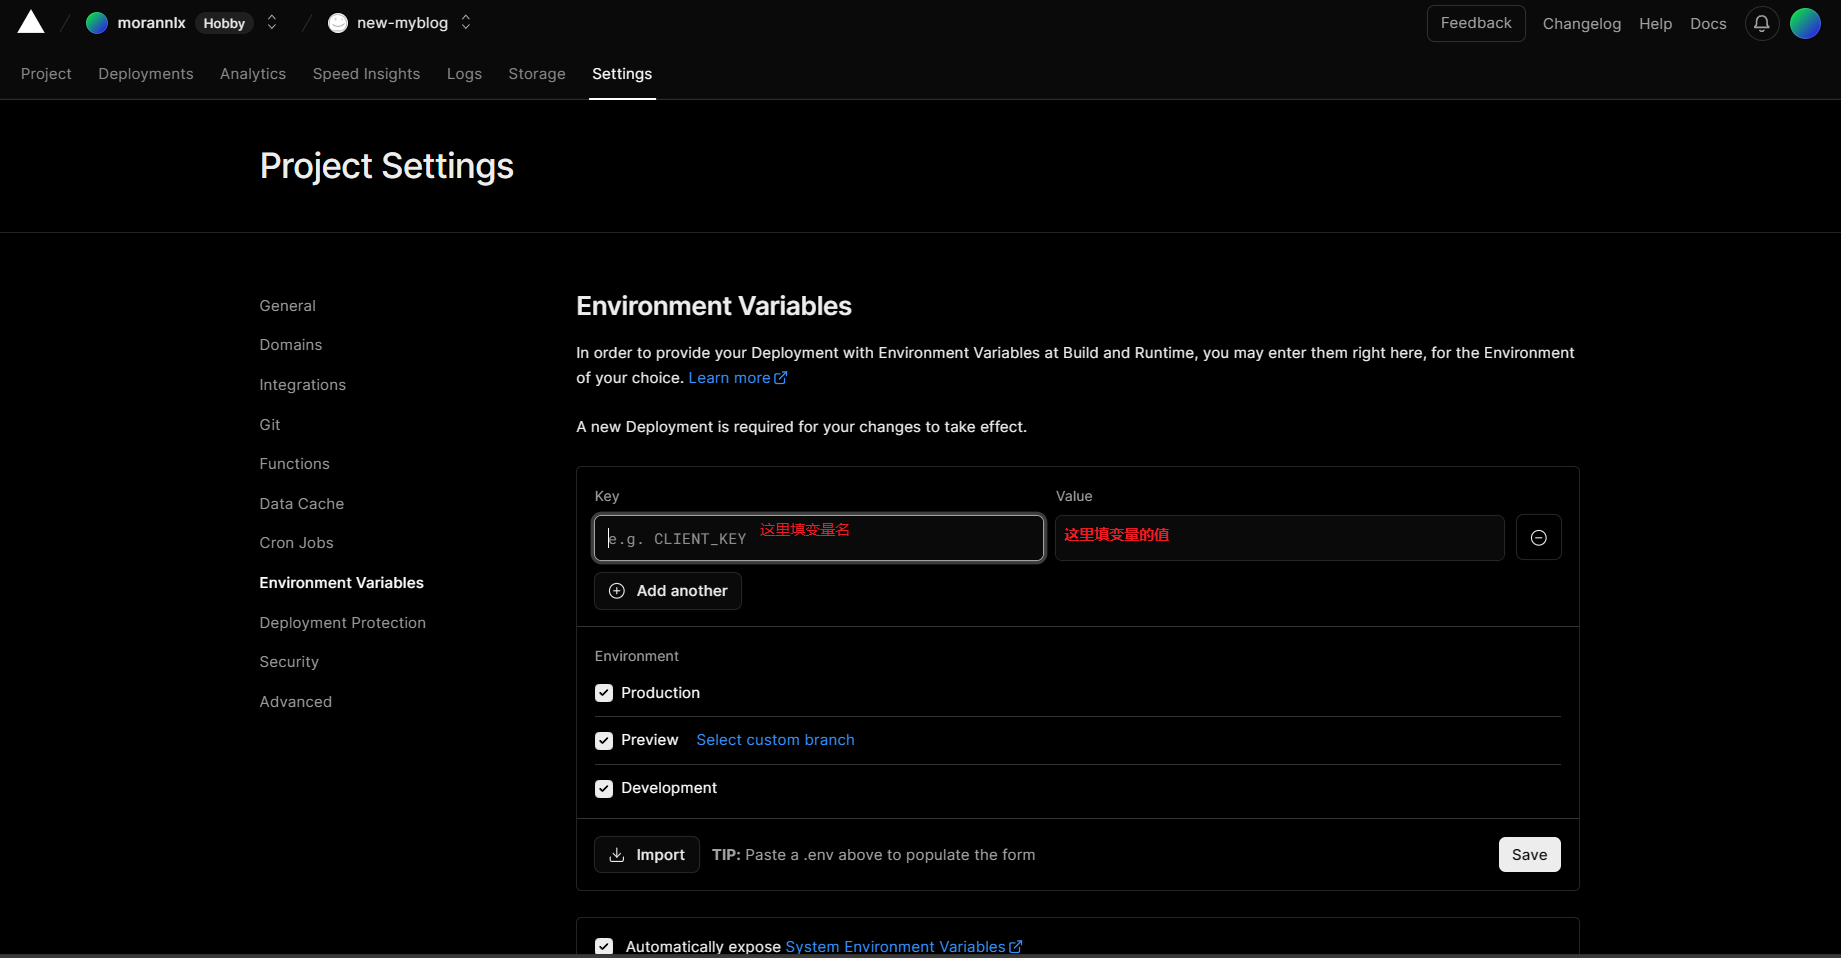 morannlx Hobby new-myblog Feedback Changelog Help Docs
Project Deployments Analytics Speed Insights Logs Storage Settings
Project Settings
General
Domains
Integrations
Git
Functions
Data Cache
Cron Jobs
Environment Variables
Deployment Protection
Security
Advanced
Environment Variables
In order to provide your Deployment with Environment Variables at Build and Runtime, you may enter them right here, for the Environment
of your choice. Learn more
A new Deployment is required for your changes to take effect.
Key Value
e.g. CLIENT_KEY 这里填变量名 这里填变量的值
Add another
Environment
Production
Preview Select custom branch
Development
Import TIP: Paste a .env above to populate the form Save
Automatically expose System Environment Variables